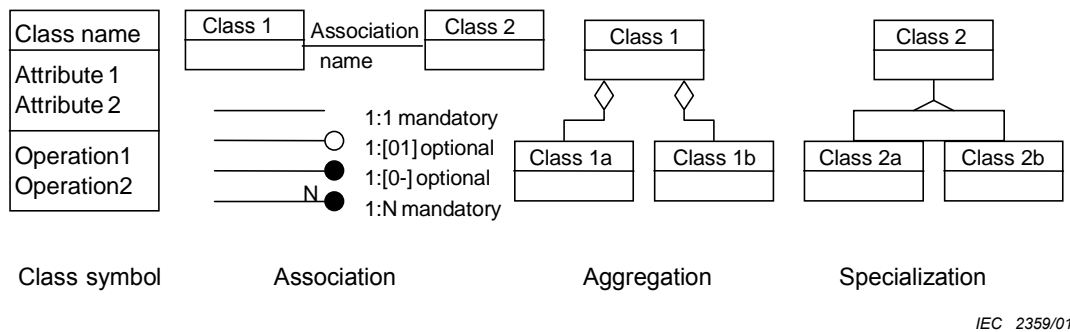 Class name
Attribute 1
Attribute 2
Operation1
Operation2
Class 1
Association
name
Class 2
1:1 mandatory
1:[01] optional
1:[0-] optional
N
1:N mandatory
Class 1
Class 1a
Class 1b
Class 2
Class 2a
Class 2b
Class symbol
Association
Aggregation
Specialization
IEC 2359/01